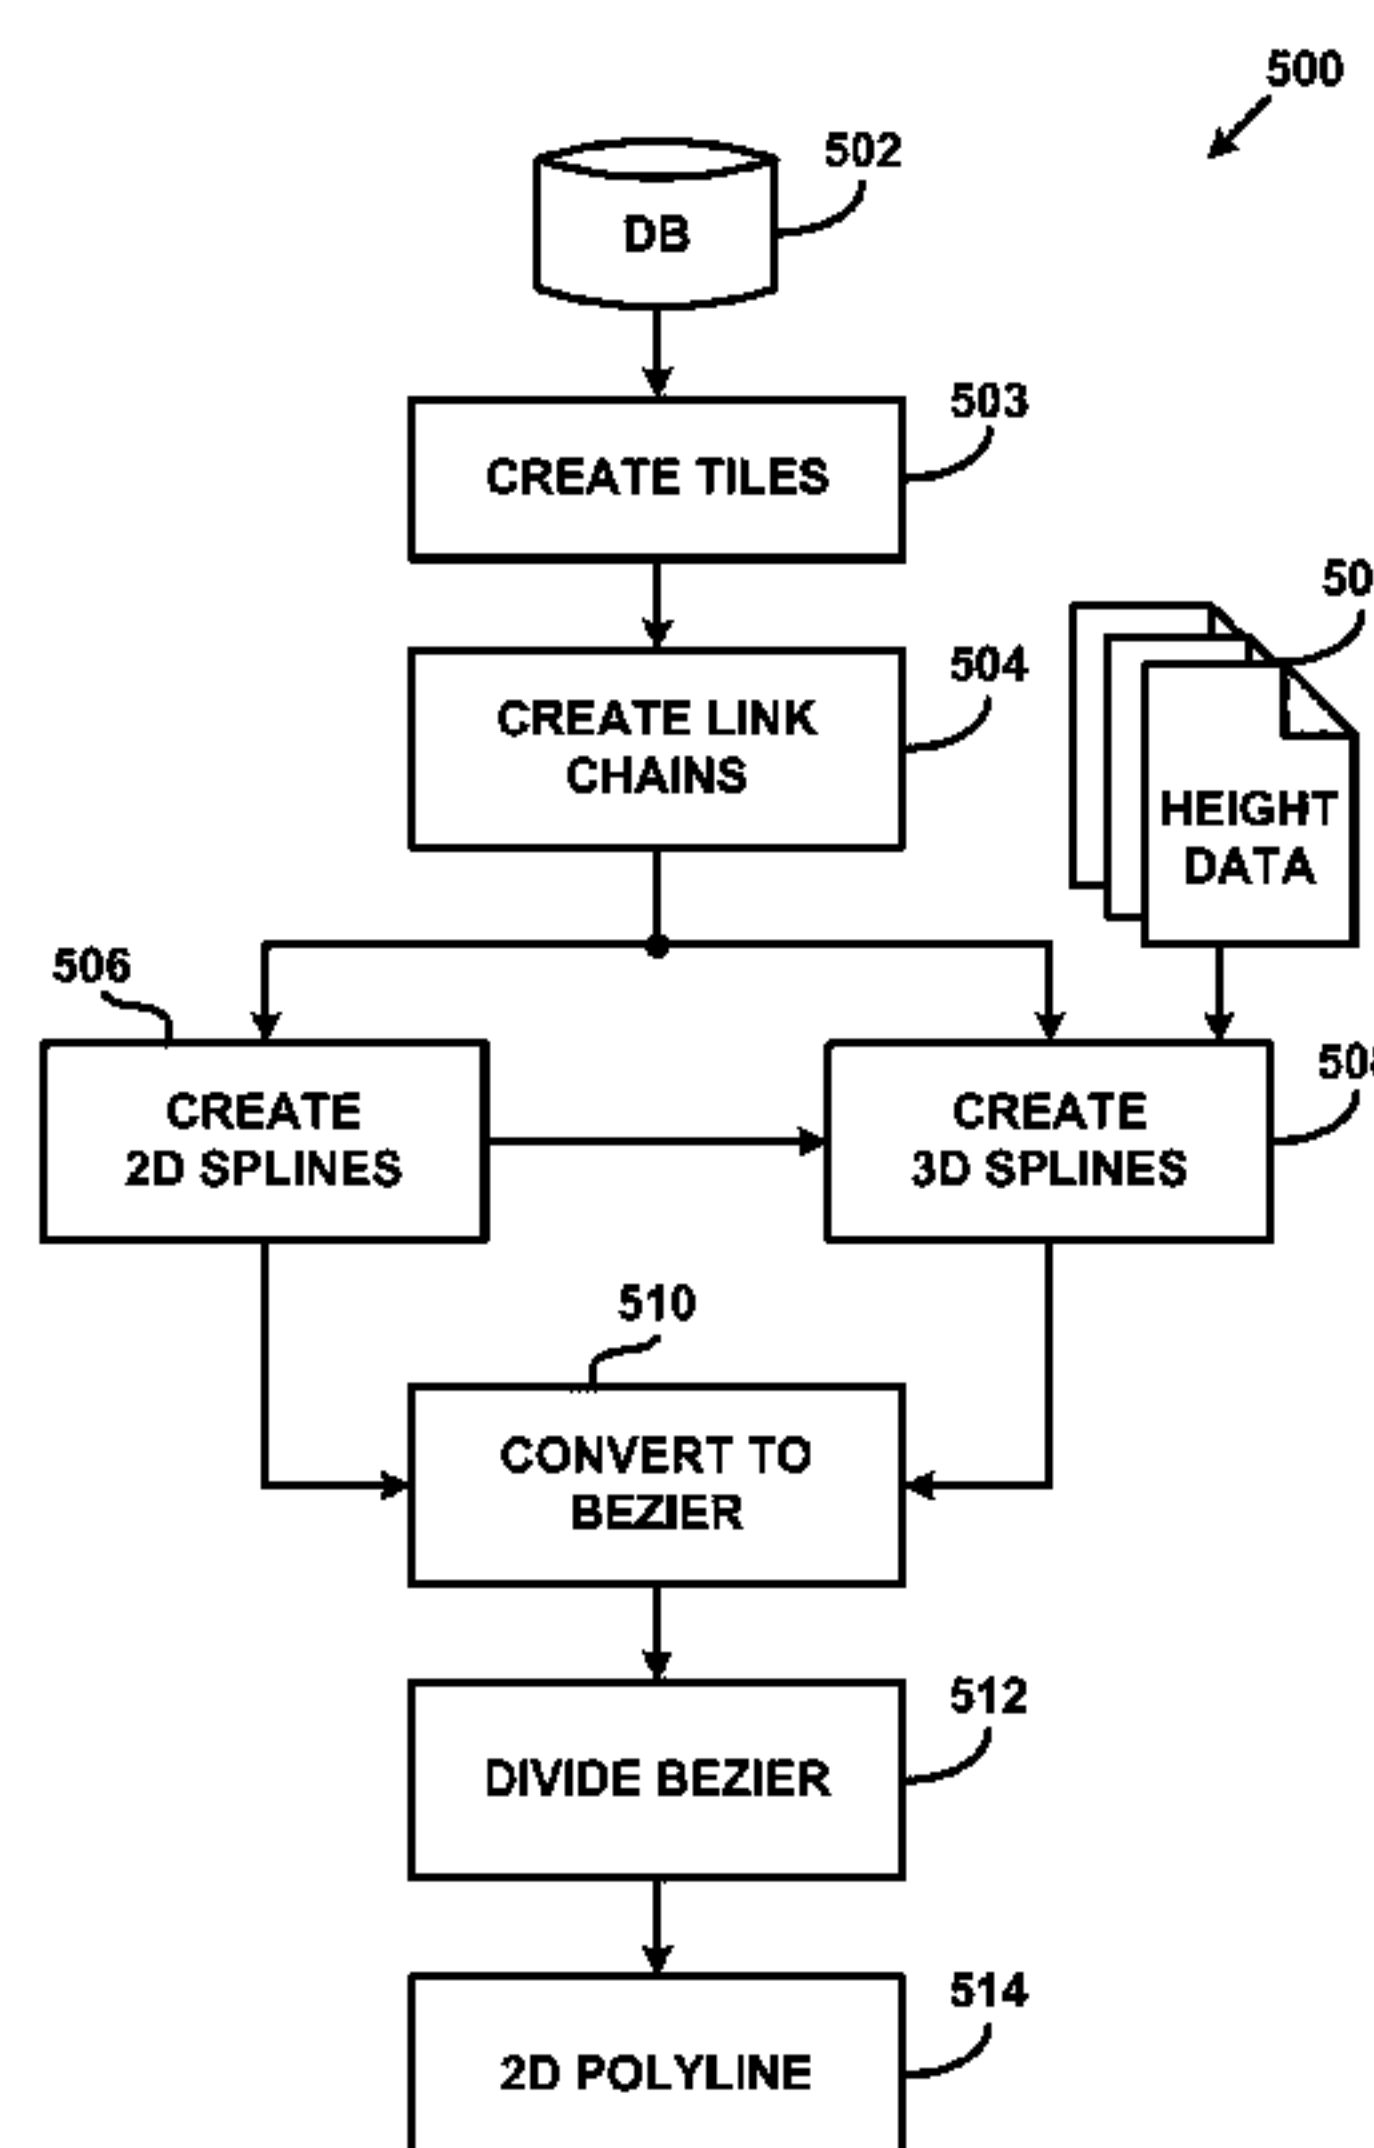 500
502
DB
503
CREATE TILES
504
CREATE LINK
CHAINS
50
HEIGHT
DATA
506
CREATE
2D SPLINES
CREATE
3D SPLINES
510
CONVERT TO
BEZIER
512
DIVIDE BEZIER
514
2D POLYLINE